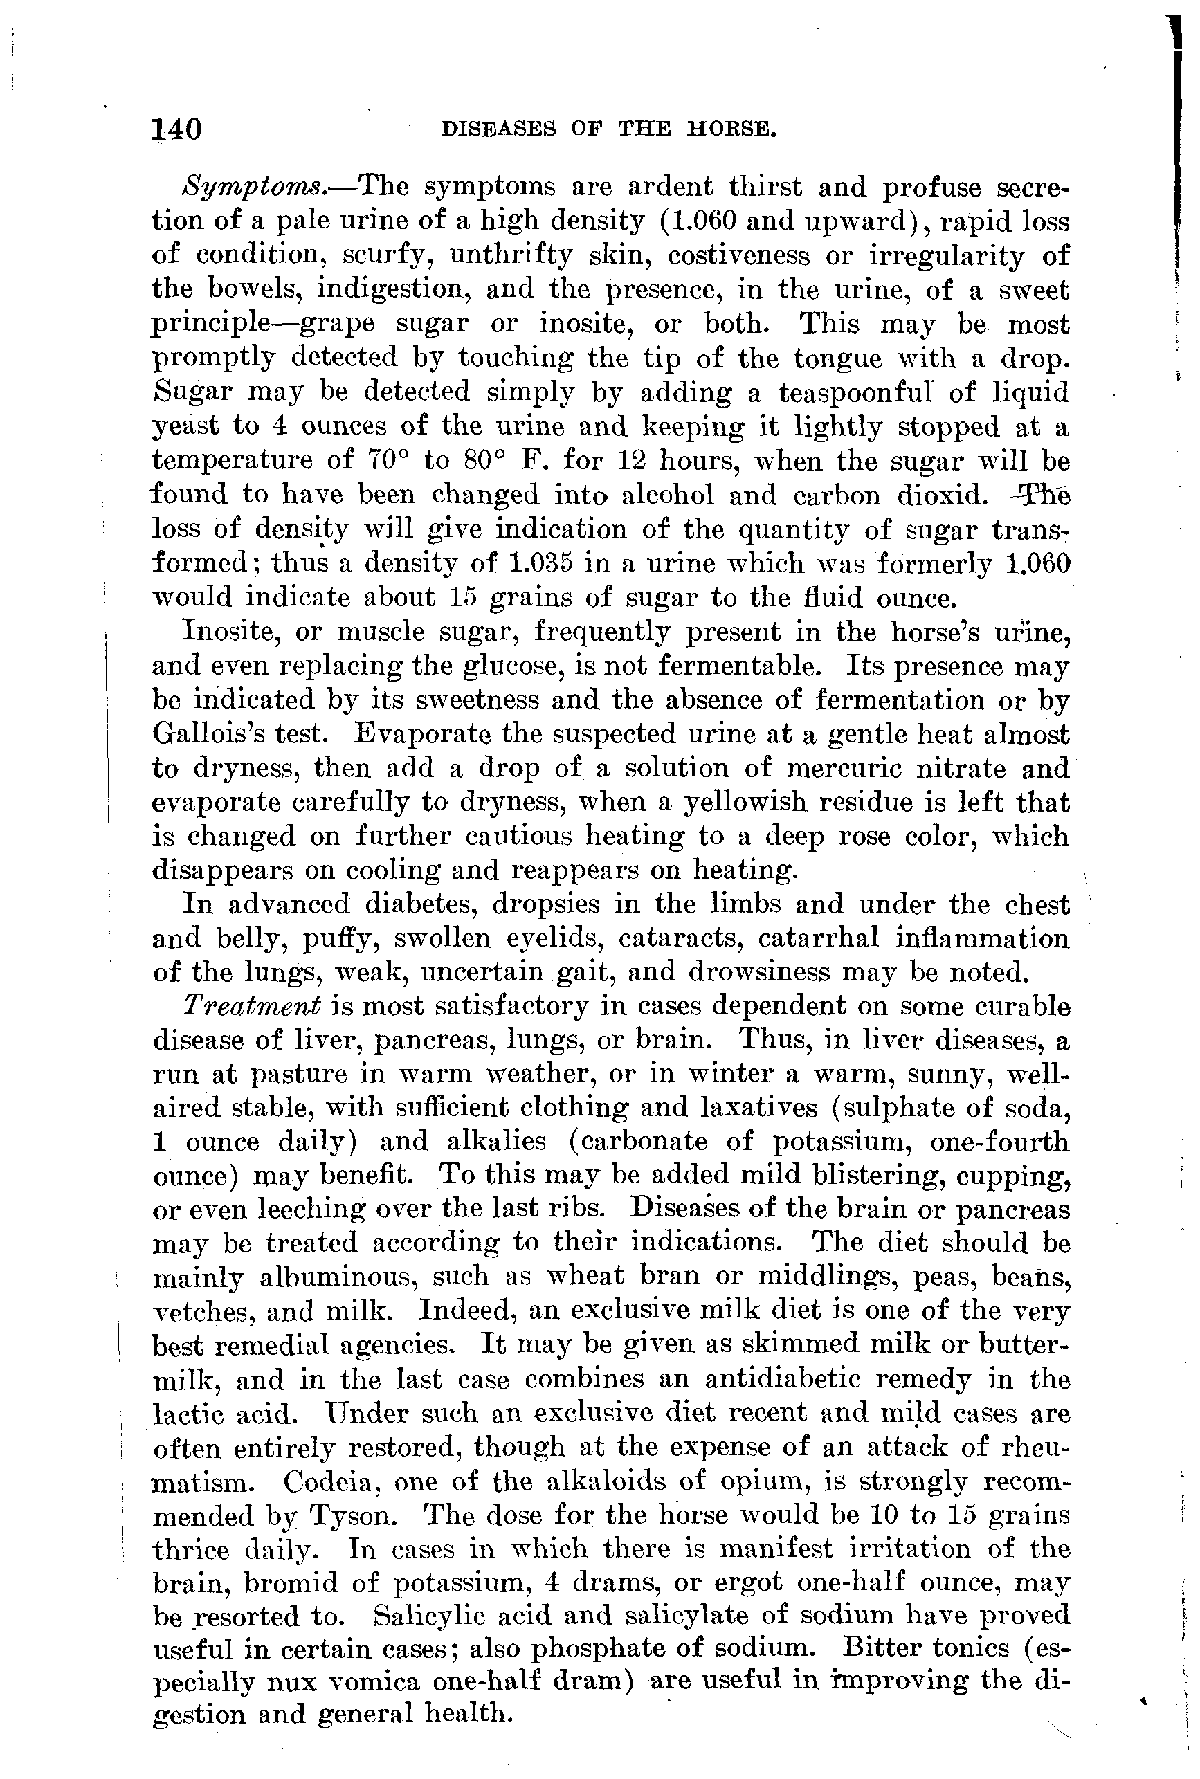 140 DISEASES OF THE HORSE.
Symptoms.—The symptoms are ardent thirst and profuse secre-
tion of a pale urine of a high density (1.060 and upward), rapid loss
of condition, scurfy, unthrifty skin, costiveness or irregularity of
the bowels, indigestion, and the presence, in the urine, of a sweet
principle—grape sugar or inosite, or both. This may be most
promptly detected by touching the tip of the tongue with a drop.
Sugar may be detected simply by adding a teaspoonful of liquid
yeast to 4 ounces of the urine and keeping it lightly stopped at a
temperature of 70° to 80° F. for 12 hours, when the sugar will be
found to have been changed into alcohol and carbon dioxid. The
loss of density will give indication of the quantity of sugar trans-
formed; thus a density of 1.035 in a urine which was formerly 1.060
would indicate about 15 grains of sugar to the fluid ounce.
Inosite, or muscle sugar, frequently present in the horse's urine,
and even replacing the glucose, is not fermentable. Its presence may
be indicated by its sweetness and the absence of fermentation or by
Gallois's test. Evaporate the suspected urine at a gentle heat almost
to dryness, then add a drop of a solution of mercuric nitrate and
evaporate carefully to dryness, when a yellowish residue is left that
is changed on further cautious heating to a deep rose color, which
disappears on cooling and reappears on heating.
In advanced diabetes, dropsies in the limbs and under the chest
and belly, puffy, swollen eyelids, cataracts, catarrhal inflammation
of the lungs, weak, uncertain gait, and drowsiness may be noted.
Treatment is most satisfactory in cases dependent on some curable
disease of liver, pancreas, lungs, or brain. Thus, in liver diseases, a
run at pasture in warm weather, or in winter a warm, sunny, well-
aired stable, with sufficient clothing and laxatives (sulphate of soda,
1 ounce daily) and alkalies (carbonate of potassium, one-fourth
ounce) may benefit. To this may be added mild blistering, cupping,
or even leeching over the last ribs. Diseases of the brain or pancreas
may be treated according to their indications. The diet should be
mainly albuminous, such as wheat bran or middlings, peas, beans,
vetches, and milk. Indeed, an exclusive milk diet is one of the very
best remedial agencies. It may be given as skimmed milk or butter-
milk, and in the last case combines an antidiabetic remedy in the
lactic acid. Under such an exclusive diet recent and mild cases are
often entirely restored, though at the expense of an attack of rheu-
matism. Codeia, one of the alkaloids of opium, is strongly recom-
mended by Tyson. The dose for the horse would be 10 to 15 grains
thrice daily. In cases in which there is manifest irritation of the
brain, bromid of potassium, 4 drams, or ergot one-half ounce, may
be resorted to. Salicylic acid and salicylate of sodium have proved
useful in certain cases; also phosphate of sodium. Bitter tonics (es-
pecially nux vomica one-half dram) are useful in improving the di-
gestion and general health.